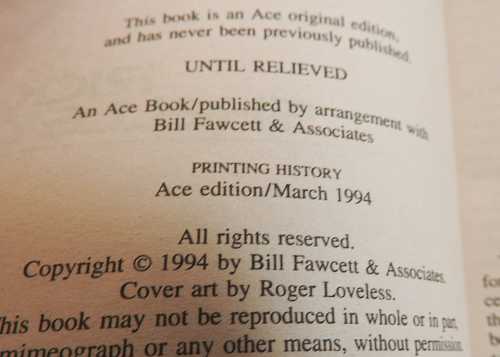 This book is an Ace original edition,
and has never been previously published.
UNTIL RELIEVED
An Ace Book/published by arrangement with
Bill Fawcett & Associates
PRINTING HISTORY
Ace edition/March 1994
All rights reserved.
Copyright © 1994 by Bill Fawcett & Associates.
Cover art by Roger Loveless.
This book may not be reproduced in whole or in part,
mimeograph or any other means, without permission.